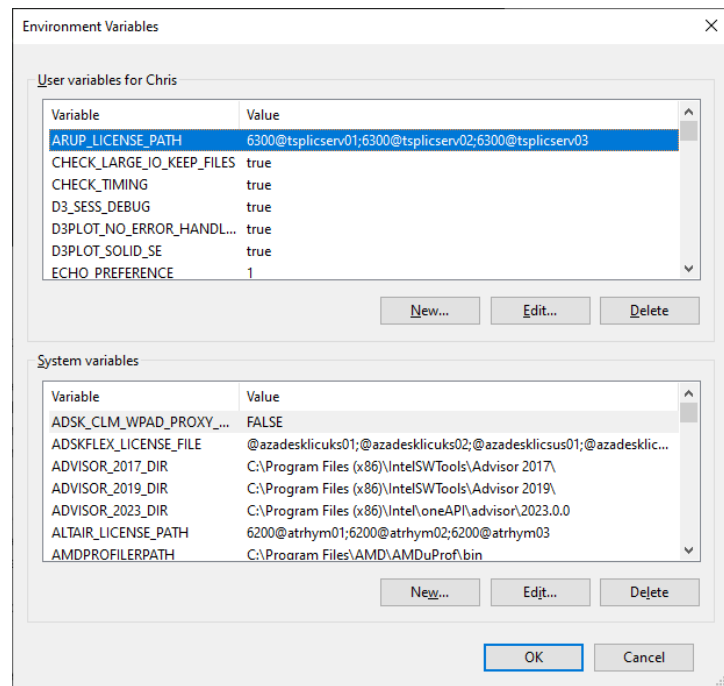 Environment Variables
User variables for Chris
Variable Value
ARUP_LICENSE_PATH 6300@tsplicserv01;6300@tsplicserv02;6300@tsplicserv03
CHECK_LARGE_IO_KEEP_FILES true
CHECK_TIMING true
D3_SESS_DEBUG true
D3PLOT_NO_ERROR_HANDL... true
D3PLOT_SOLID_SE true
ECHO_PREFERENCE 1
New... Edit... Delete
System variables
Variable Value
ADSK_CLM_WPAD_PROXY_... FALSE
ADSKFLEX_LICENSE_FILE @azadesklicuks01;@azadesklicuks02;@azadesklicsus01;@azadesklic...
ADVISOR_2017_DIR C:\Program Files (x86)\IntelSWTools\Advisor 2017\
ADVISOR_2019_DIR C:\Program Files (x86)\IntelSWTools\Advisor 2019\
ADVISOR_2023_DIR C:\Program Files (x86)\Intel\oneAPI\advisor\2023.0.0
ALTAIR_LICENSE_PATH 6200@atrhym01;6200@atrhym02;6200@atrhym03
AMDPROFILERPATH C:\Program Files\AMD\AMDuProf\bin
New... Edit... Delete
OK Cancel